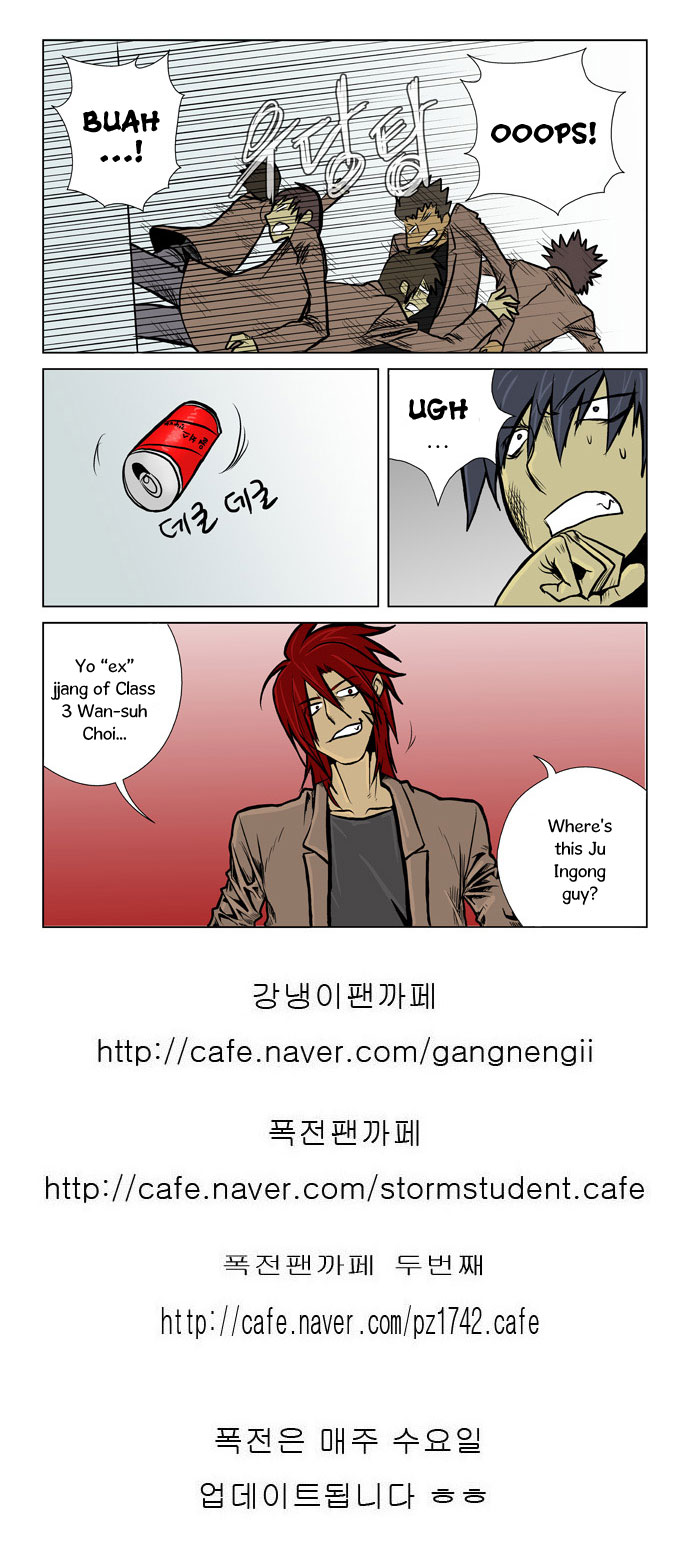 BUAH
...!
우당탕
OOOPS!
데굴 데굴
UGH
...
Yo “ex”
jjang of Class
3 Wan-suh
Choi...
Where's
this Ju
Ingong
guy?
강냉이팬까페
http://cafe.naver.com/gangnengii
폭전팬까페
http://cafe.naver.com/stormstudent.cafe
폭전팬까페 두번째
http://cafe.naver.com/pz1742.cafe
폭전은 매주 수요일
업데이트됩니다 ㅎㅎ